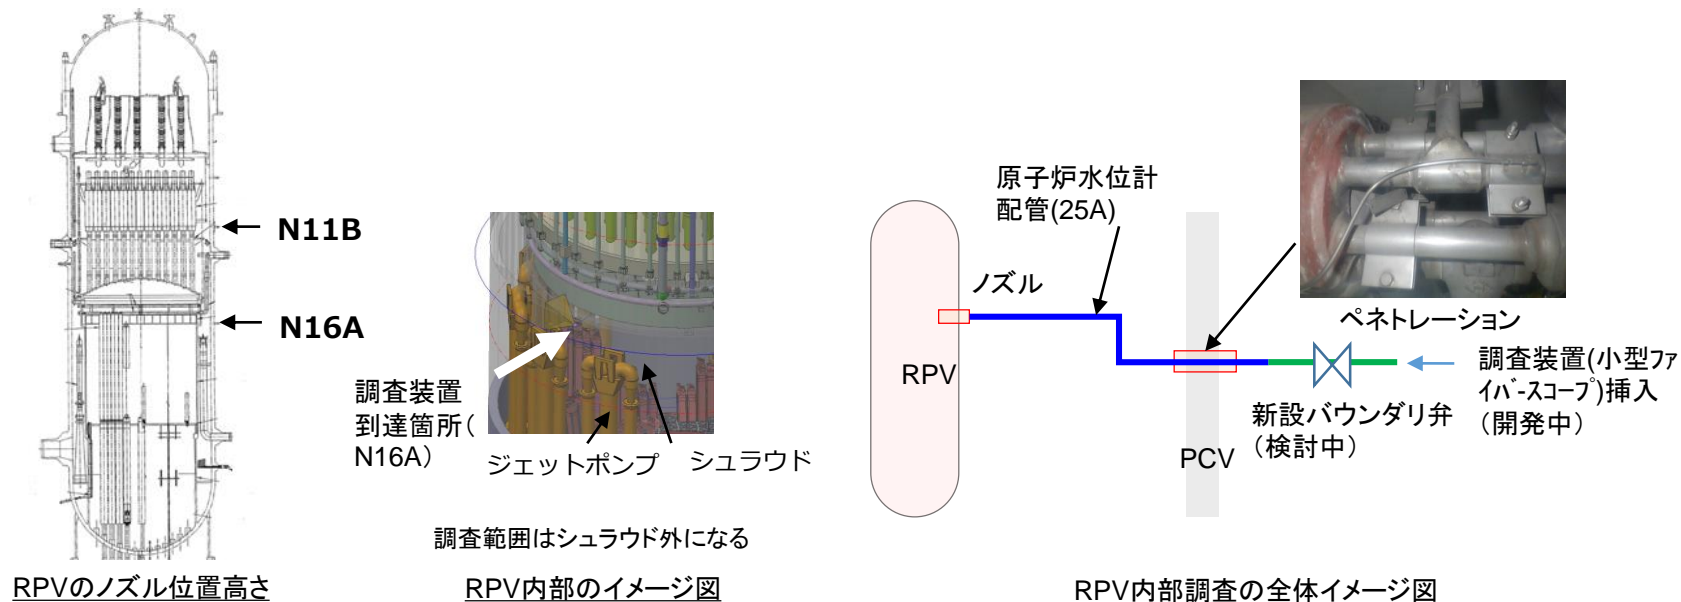 N11B
N16A
RPVのノズル位置高さ
調査装置
到達箇所(
N16A)
ジェットポンプ
シュラウド
調査範囲はシュラウド外になる
RPV内部のイメージ図
原子炉水位計
配管(25A)
ノズル
RPV
PCV
ペネトレーション
新設バウンダリ弁
(検討中)
調査装置(小型ファ
イバ-スコープ)挿入
(開発中)
RPV内部調査の全体イメージ図